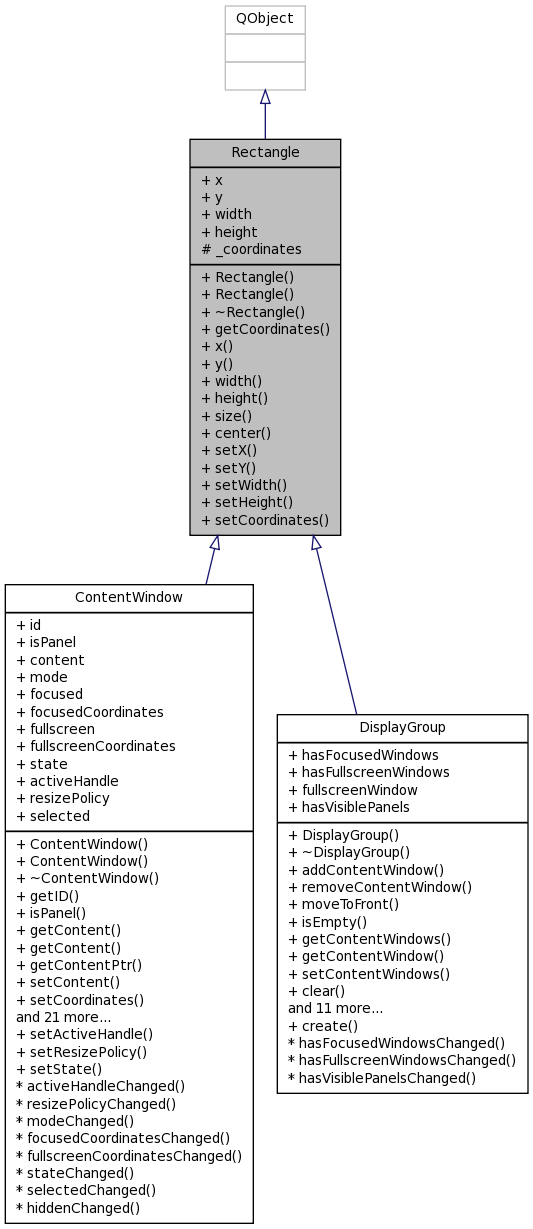 QObject
Rectangle
+ x
+ y
+ width
+ height
# _coordinates
+ Rectangle()
+ Rectangle()
+ ~Rectangle()
+ getCoordinates()
+ x()
+ y()
+ width()
+ height()
+ size()
+ center()
+ setX()
+ setY()
+ setWidth()
+ setHeight()
+ setCoordinates()
ContentWindow
+ id
+ isPanel
+ content
+ mode
+ focused
+ focusedCoordinates
+ fullscreen
+ fullscreenCoordinates
+ state
+ activeHandle
+ resizePolicy
+ selected
+ ContentWindow()
+ ContentWindow()
+ ~ContentWindow()
+ getID()
+ isPanel()
+ getContent()
+ getContent()
+ getContentPtr()
+ setContent()
+ setCoordinates()
and 21 more...
+ setActiveHandle()
+ setResizePolicy()
+ setState()
* activeHandleChanged()
* resizePolicyChanged()
* modeChanged()
* focusedCoordinatesChanged()
* fullscreenCoordinatesChanged()
* stateChanged()
* selectedChanged()
* hiddenChanged()
DisplayGroup
+ hasFocusedWindows
+ hasFullscreenWindows
+ fullscreenWindow
+ hasVisiblePanels
+ DisplayGroup()
+ ~DisplayGroup()
+ addContentWindow()
+ removeContentWindow()
+ moveToFront()
+ isEmpty()
+ getContentWindows()
+ getContentWindow()
+ setContentWindows()
+ clear()
and 11 more...
+ create()
* hasFocusedWindowsChanged()
* hasFullscreenWindowsChanged()
* hasVisiblePanelsChanged()